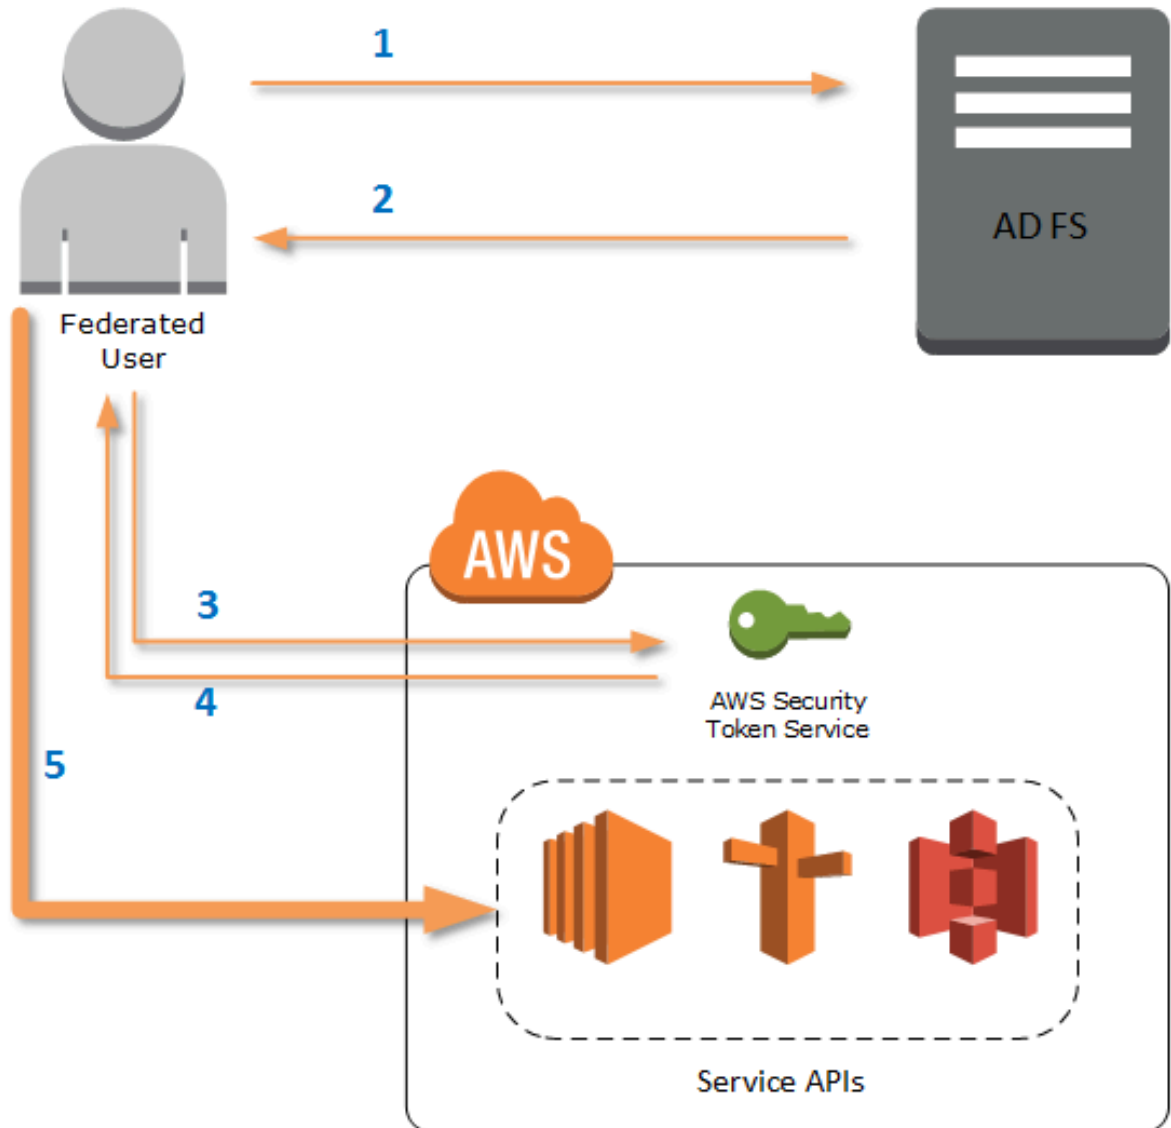 1
2
AD FS
Federated
User
AWS
3
4
AWS Security
Token Service
5
Service APIs